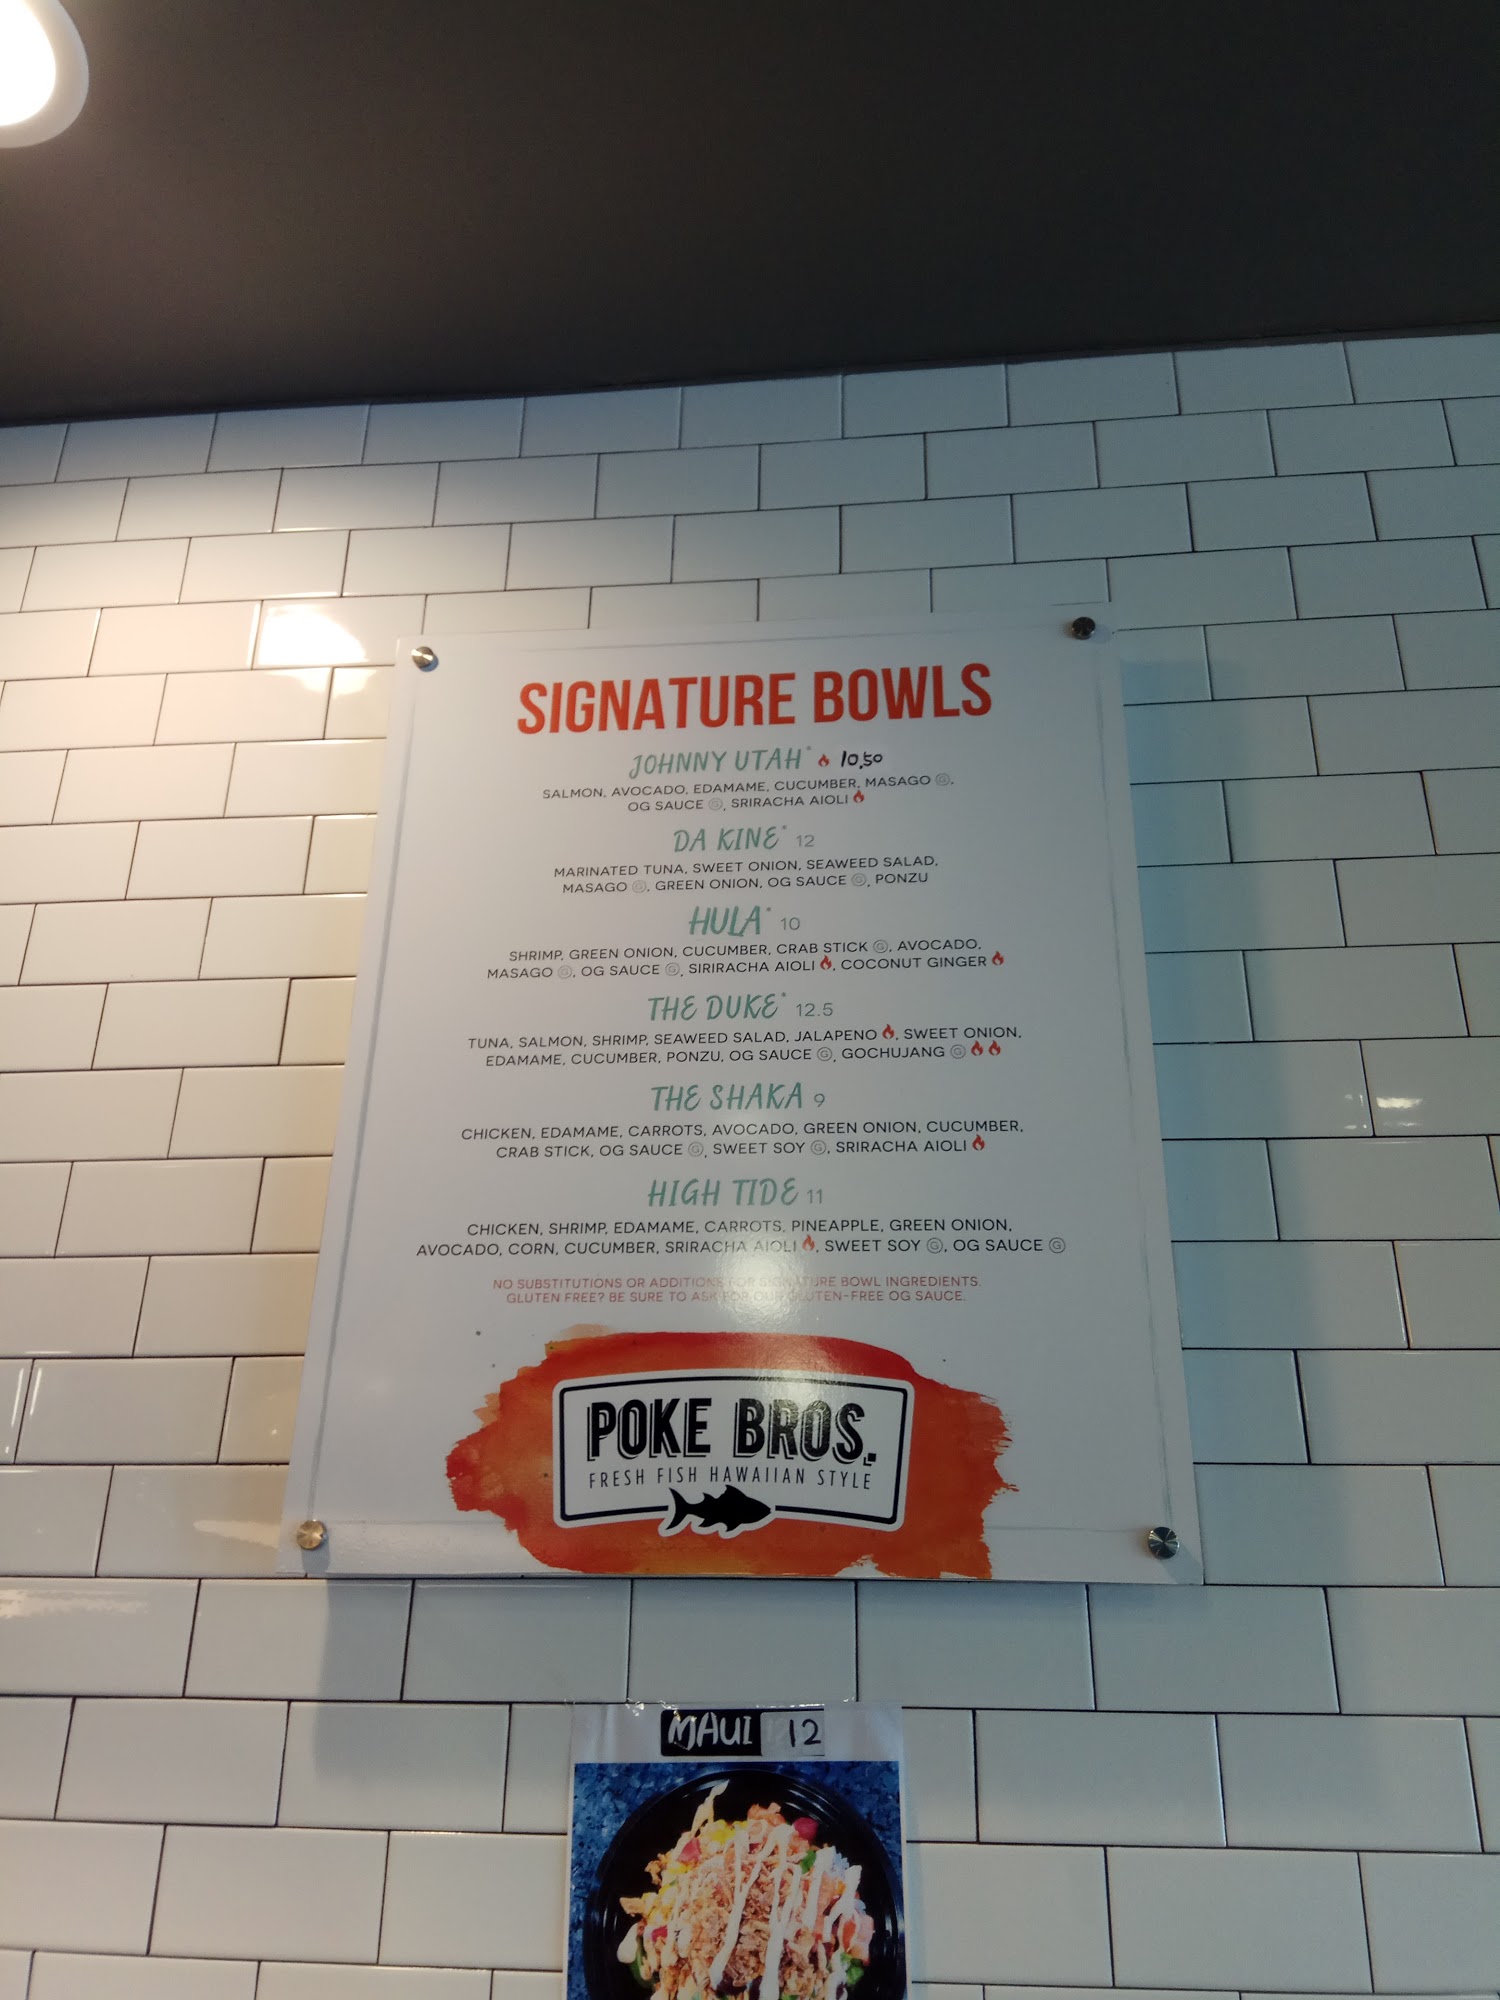 SIGNATURE BOWLS
JOHNNY UTAH* 10.50
SALMON, AVOCADO, EDAMAME, CUCUMBER, MASAGO Ⓖ,
OG SAUCE Ⓖ, SRIRACHA AIOLI
DA KINE* 12
MARINATED TUNA, SWEET ONION, SEAWEED SALAD,
MASAGO Ⓖ, GREEN ONION, OG SAUCE Ⓖ, PONZU
HULA* 10
SHRIMP, GREEN ONION, CUCUMBER, CRAB STICK Ⓖ, AVOCADO,
MASAGO Ⓖ, OG SAUCE Ⓖ, SIRIRACHA AIOLI, COCONUT GINGER
THE DUKE* 12.5
TUNA, SALMON, SHRIMP, SEAWEED SALAD, JALAPENO, SWEET ONION,
EDAMAME, CUCUMBER, PONZU, OG SAUCE Ⓖ, GOCHUJANG Ⓖ
THE SHAKA 9
CHICKEN, EDAMAME, CARROTS, AVOCADO, GREEN ONION, CUCUMBER,
CRAB STICK, OG SAUCE Ⓖ, SWEET SOY Ⓖ, SRIRACHA AIOLI
HIGH TIDE 11
CHICKEN, SHRIMP, EDAMAME, CARROTS, PINEAPPLE, GREEN ONION,
AVOCADO, CORN, CUCUMBER, SRIRACHA AIOLI, SWEET SOY Ⓖ, OG SAUCE Ⓖ
NO SUBSTITUTIONS OR ADDITIONS FOR SIGNATURE BOWL INGREDIENTS.
GLUTEN FREE? BE SURE TO ASK FOR OUR GLUTEN-FREE OG SAUCE.
POKE BROS.
FRESH FISH HAWAIIAN STYLE
MAUI 12